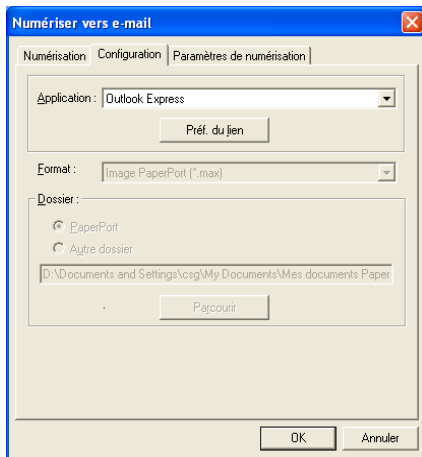 Numériser vers e-mail
Numérisation Configuration Paramètres de numérisation
Application : Outlook Express
Préf. du lien
Format : Image PaperPort (*.max)
Dossier :
PaperPort
Autre dossier
D:\Documents and Settings\csg\My Documents\Mes documents Paper
Parcourir
OK Annuler